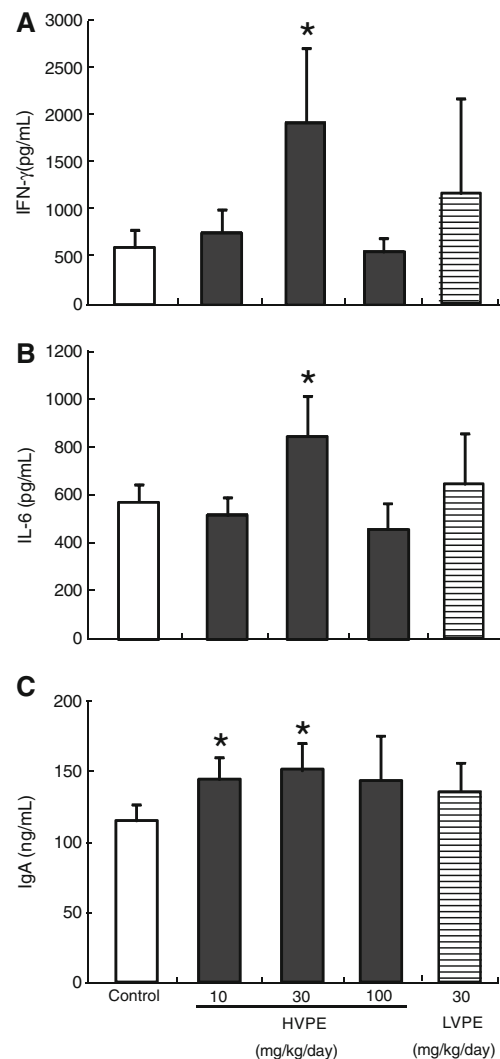 A
IFN-γ(pg/mL)
3000
2500
2000
1500
1000
500
0
*
B
IL-6 (pg/mL)
1200
1000
800
600
400
200
0
*
C
IgA (ng/mL)
200
150
100
50
0
* *
Control 10 30 100 30
HVPE LVPE
(mg/kg/day) (mg/kg/day)